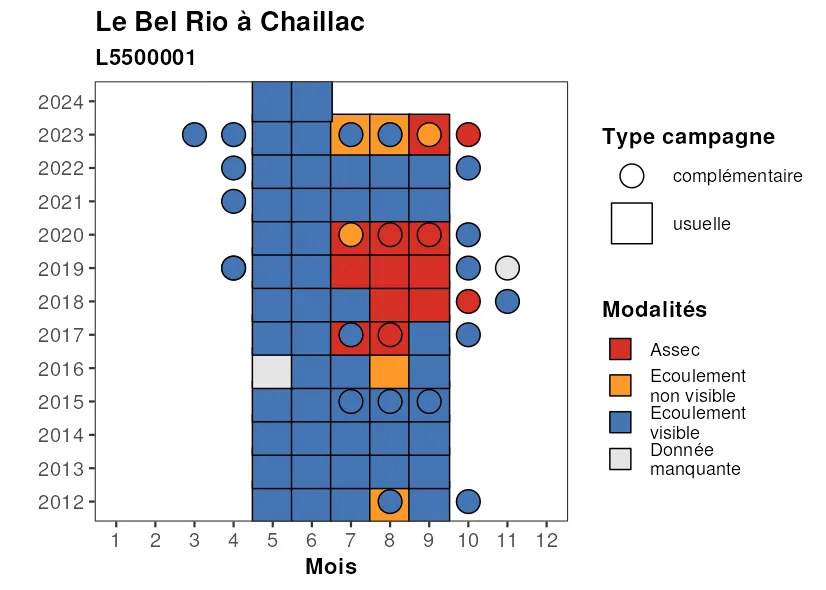 Le Bel Rio à Chaillac
L5500001
2024
2023
2022
2021
2020
2019
2018
2017
2016
2015
2014
2013
2012
1 2 3 4 5 6 7 8 9 10 11 12
Mois
Type campagne
complémentaire
usuelle
Modalités
Assec
Ecoulement
non visible
Ecoulement
visible
Donnée
manquante